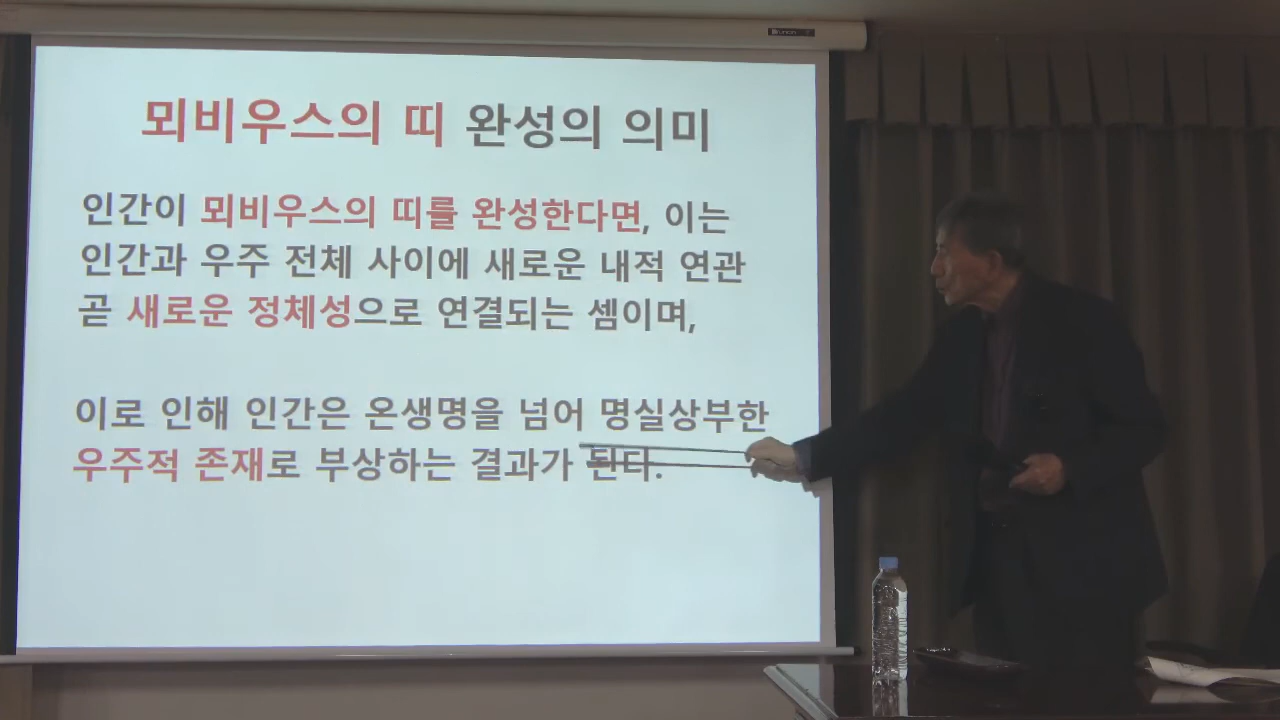 뫼비우스의 띠 완성의 의미
인간이 뫼비우스의 띠를 완성한다면, 이는
인간과 우주 전체 사이에 새로운 내적 연관
곧 새로운 정체성으로 연결되는 셈이며,
이로 인해 인간은 온생명을 넘어 명실상부한
우주적 존재로 부상하는 결과가 된다.